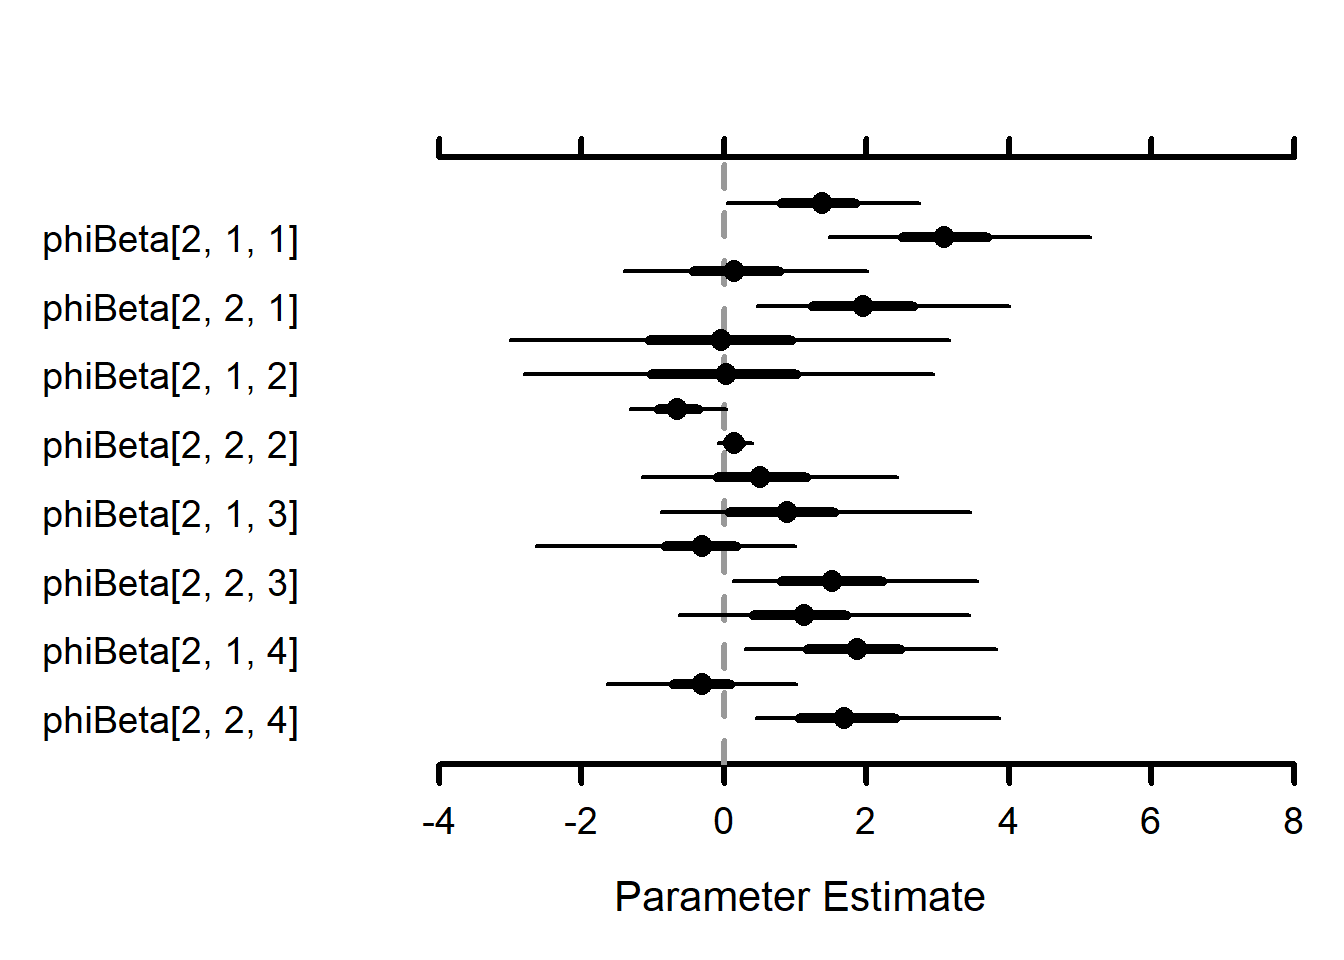 phiBeta[2, 1, 1]
phiBeta[2, 2, 1]
phiBeta[2, 1, 2]
phiBeta[2, 2, 2]
phiBeta[2, 1, 3]
phiBeta[2, 2, 3]
phiBeta[2, 1, 4]
phiBeta[2, 2, 4]
-4 -2 0 2 4 6 8
Parameter Estimate